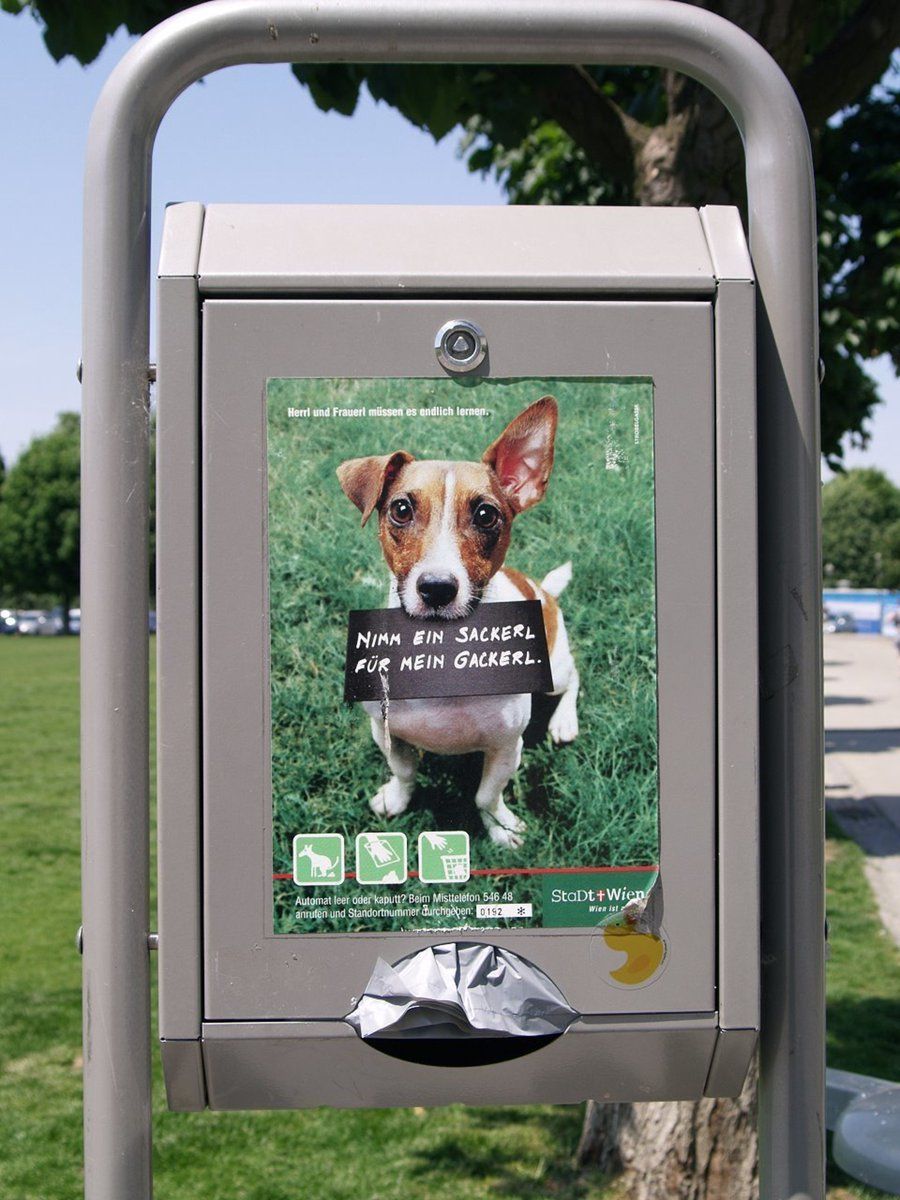 Herrl und Frauerl müssen es endlich lernen.
NIMM EIN SACKERL
FÜR MEIN GACKERL.
Automat leer oder kaputt? Beim Misttelefon 546 48
anrufen und Standortnummer durchgeben: 0192 *
StaDt+Wien
Wien ist